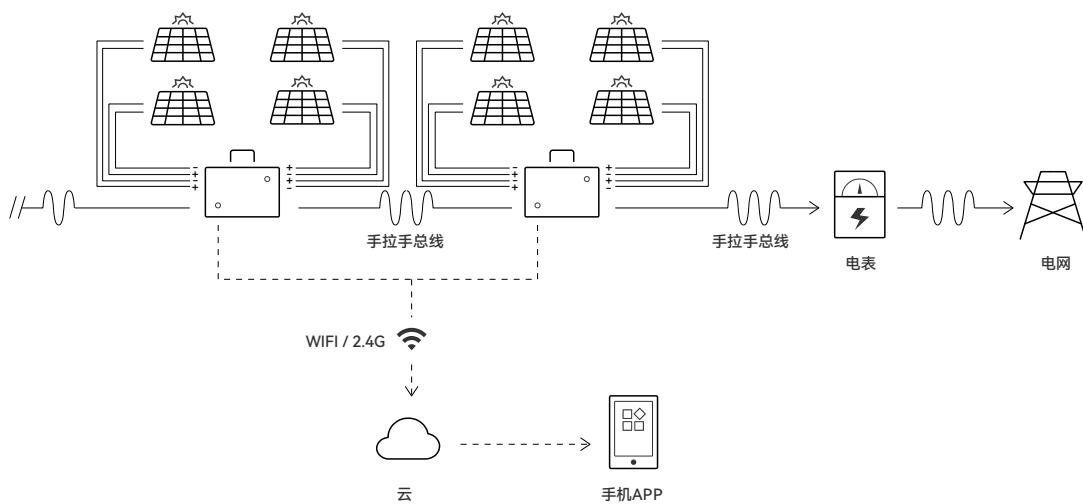 - + + -
+ - + -
- + - +
+ - + -
手拉手总线
手拉手总线
电表
电网
WIFI / 2.4G
云
手机APP